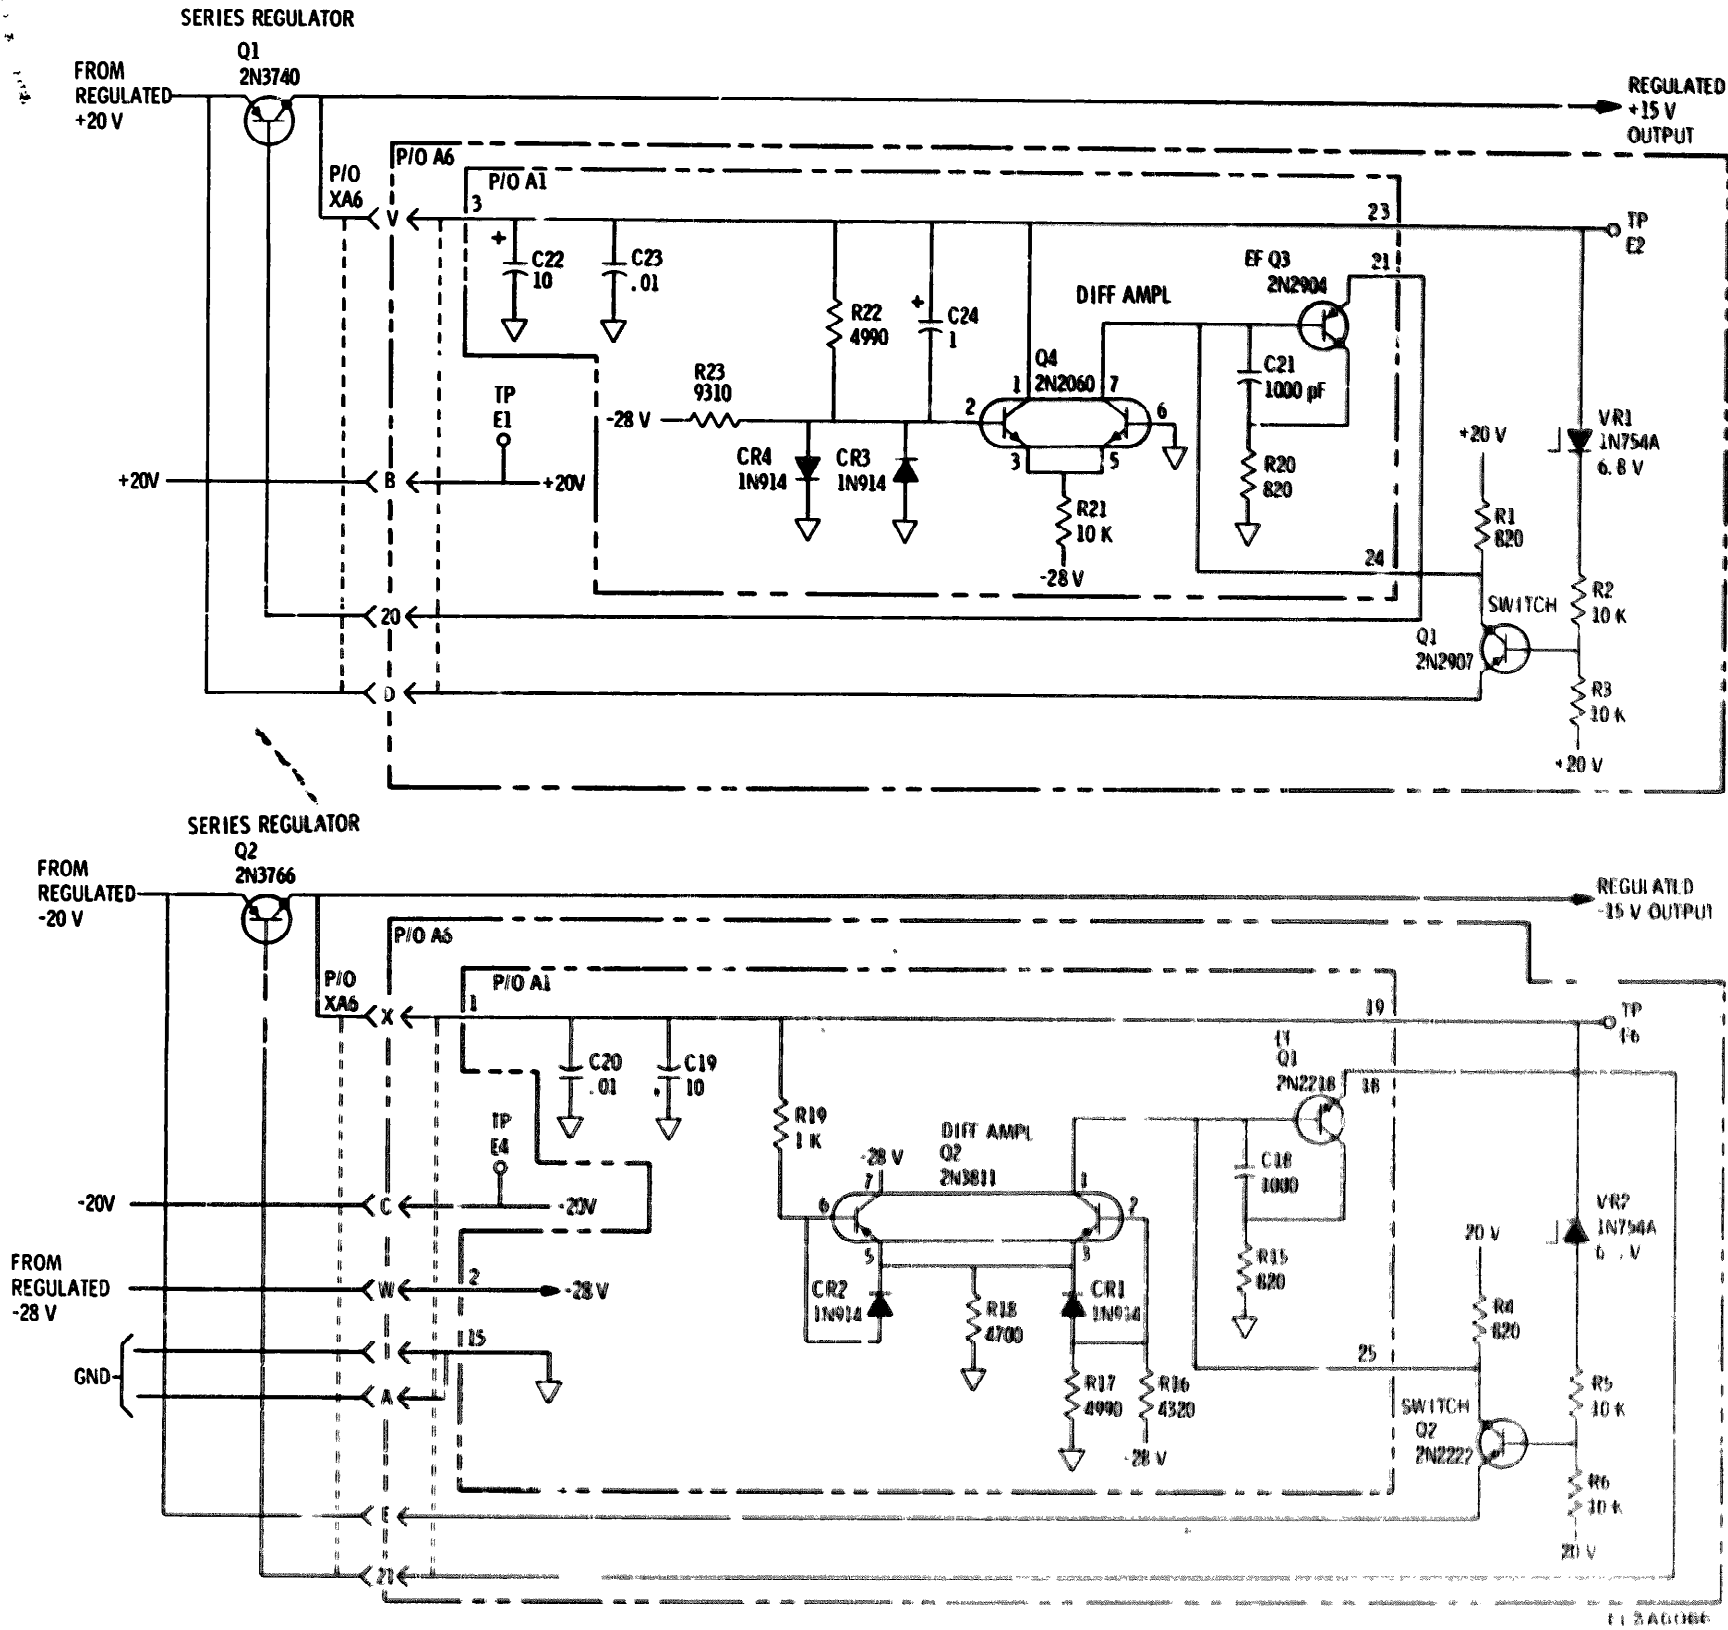 SERIES REGULATOR
Q1
2N3740
FROM
REGULATED
+20 V
REGULATED
+15 V
OUTPUT
P/O A6
P/O A1
P/O
XA6
V
3
23
TP
E2
+
C22
10
C23
.01
R22
4990
+
C24
1
DIFF AMPL
EF Q3
2N2904
21
Q4
2N2060
1
7
2
6
3
5
C21
1000 pF
R23
9310
-28 V
TP
E1
CR4
1N914
CR3
1N914
R21
10 K
-28 V
R20
820
+20 V
VR1
1N754A
6.8 V
+20V
B
+20V
R1
820
24
R2
10 K
SWITCH
Q1
2N2907
20
D
R3
10 K
+20 V
SERIES REGULATOR
Q2
2N3766
FROM
REGULATED
-20 V
REGULATED
-15 V OUTPUT
P/O A6
P/O A1
P/O
XA6
X
1
19
TP
C20
.01
C19
10
Q1
2N2218
18
R19
1 K
TP
E4
DIFF AMPL
Q2
2N3811
-28 V
7
1
6
2
5
3
C18
1000
-20V
C
-20V
VR2
1N754A
20 V
R15
820
FROM
REGULATED
-28 V
W
2
-28 V
CR2
1N914
R18
4700
CR1
1N914
R4
820
GND
15
A
25
R17
4990
R16
4320
-28 V
R5
10 K
SWITCH
Q2
2N2222
R6
10 K
20 V
E
21